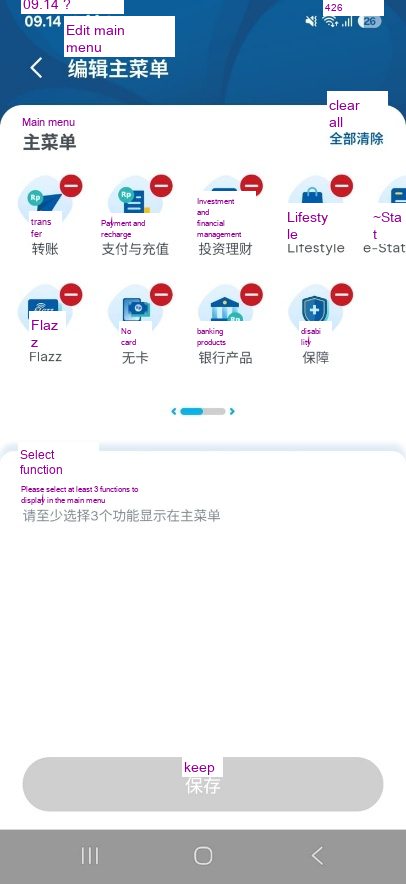 09.14 ?
09.14
426
26
Edit main
menu
编辑主菜单
Main menu
主菜单
clear
all
全部清除
Rp
trans
fer
转账
Payment and
recharge
支付与充值
Investment
and
financial
management
投资理财
Lifesty
le
Lifestyle
~Sta
t
e-Stat
Flazz
z
Flazz
No
card
无卡
Rp
banking
products
银行产品
disabi
lity
保障
Select
function
Please select at least 3 functions to
display in the main menu
请至少选择3个功能显示在主菜单
keep
保存